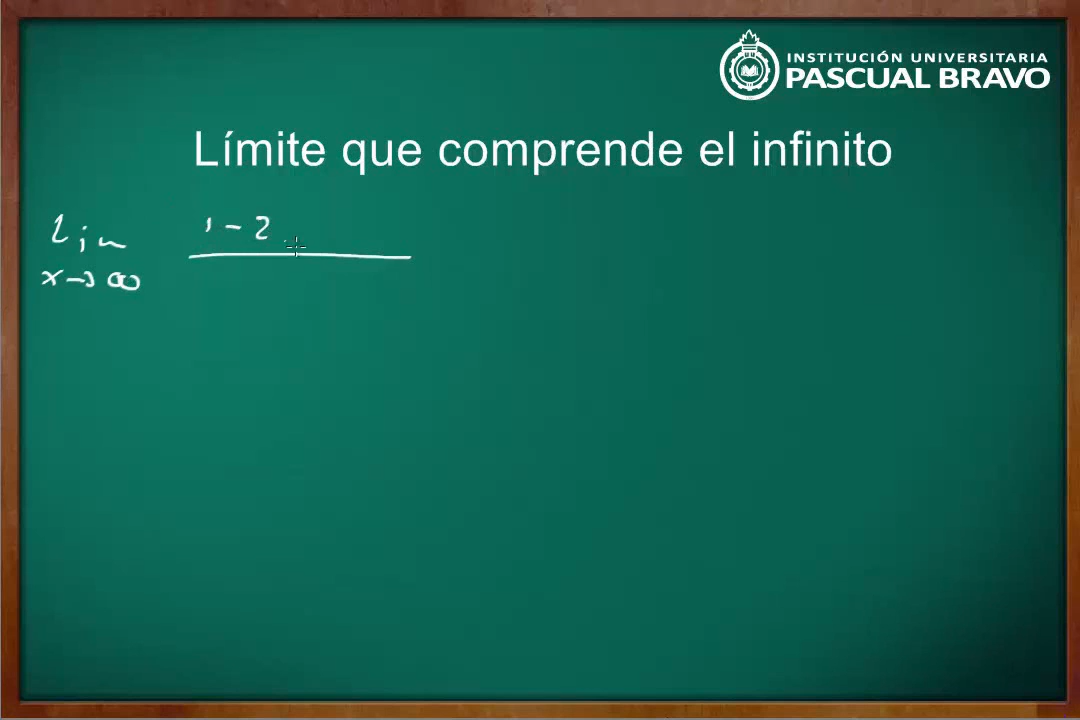 INSTITUCIÓN UNIVERSITARIA
PASCUAL BRAVO
Límite que comprende el infinito
lim 1 - 2
x → ∞